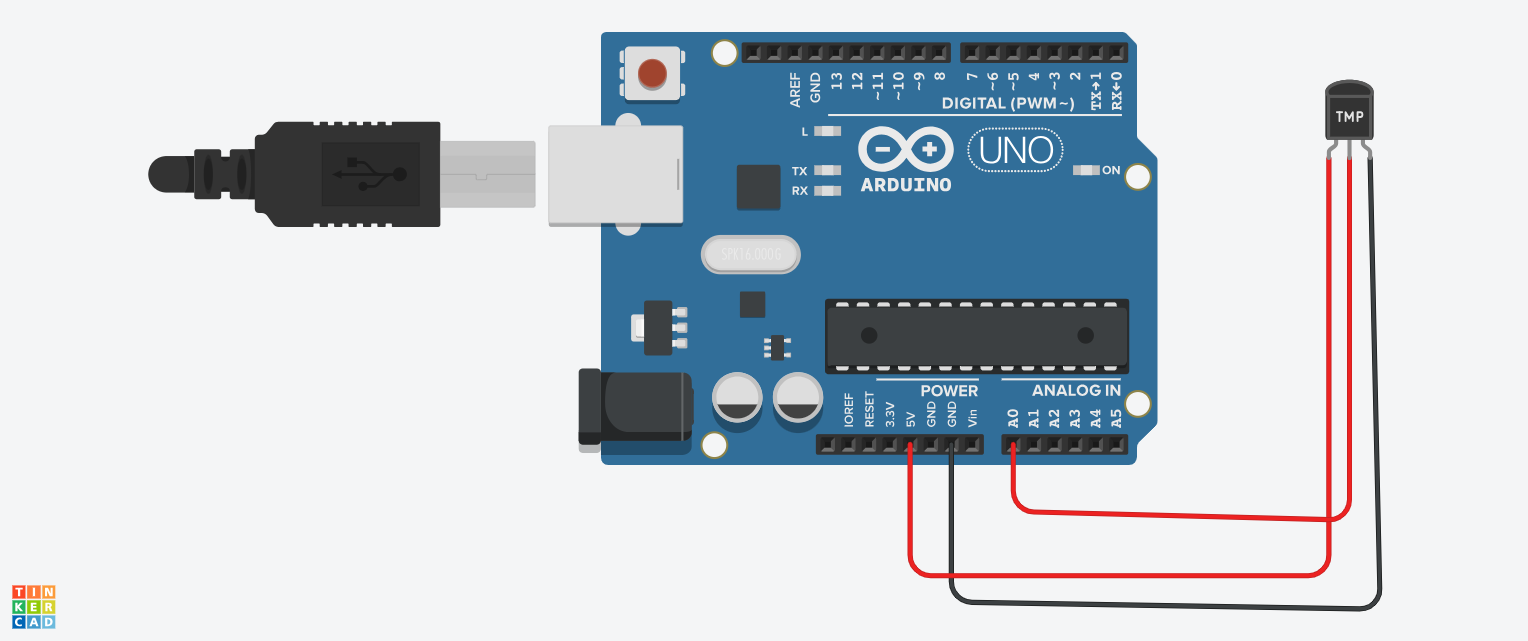 AREF
GND
13
12
~11
~10
~9
8
7
~6
~5
4
~3
2
TX→1
RX←0
DIGITAL (PWM~)
L
TX
RX
UNO
ARDUINO
ON
TMP
SPK16.000G
POWER
ANALOG IN
IOREF
RESET
3.3V
5V
GND
GND
Vin
A0
A1
A2
A3
A4
A5
TIN
KER
CAD